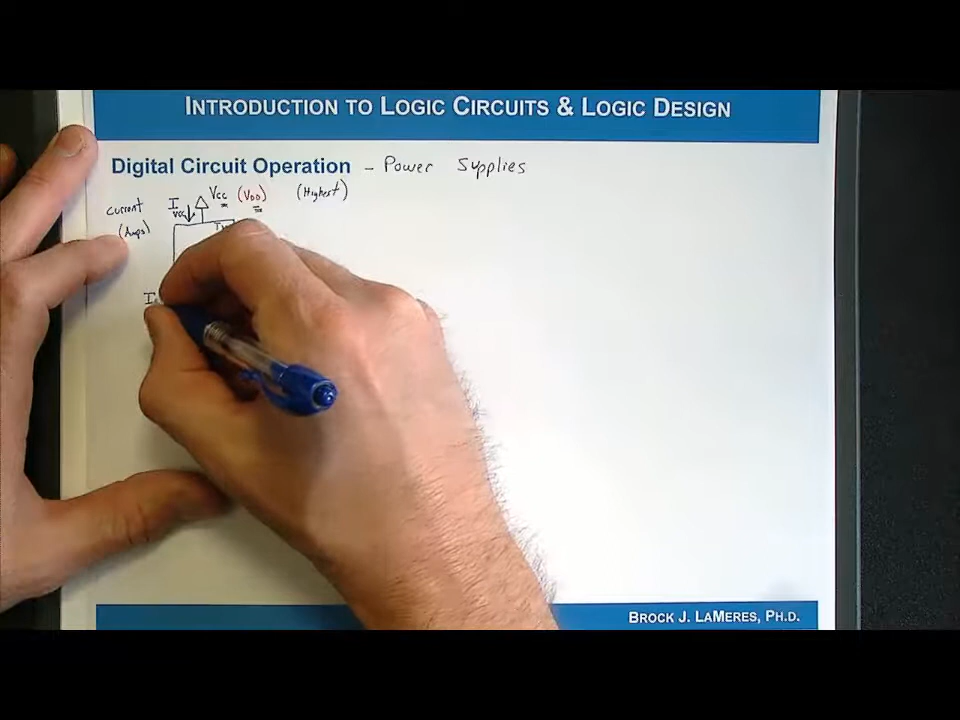 INTRODUCTION TO LOGIC CIRCUITS & LOGIC DESIGN
Digital Circuit Operation - Power Supplies
Current I VCC VCC (VDD) (Highest)
(Amps)
I
BROCK J. LAMERES, PH.D.